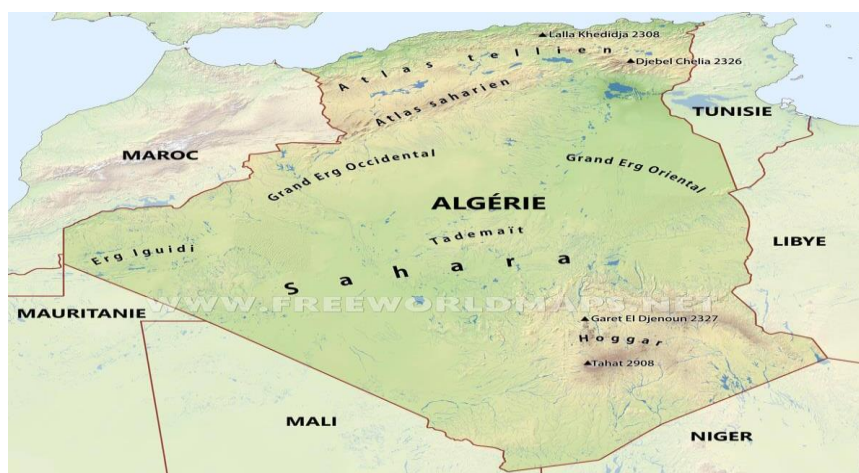 Lalla Khedidja 2308
Atlas tellien
Djebel Chélia 2326
Atlas saharien
TUNISIE
MAROC
Grand Erg Occidental
Grand Erg Oriental
ALGÉRIE
Tademaït
Erg Iguidi
LIBYE
Sahara
WWW.FREEWORLDMAPS.NET
MAURITANIE
Garet El Djenoun 2327
Hoggar
Tahat 2908
MALI
NIGER